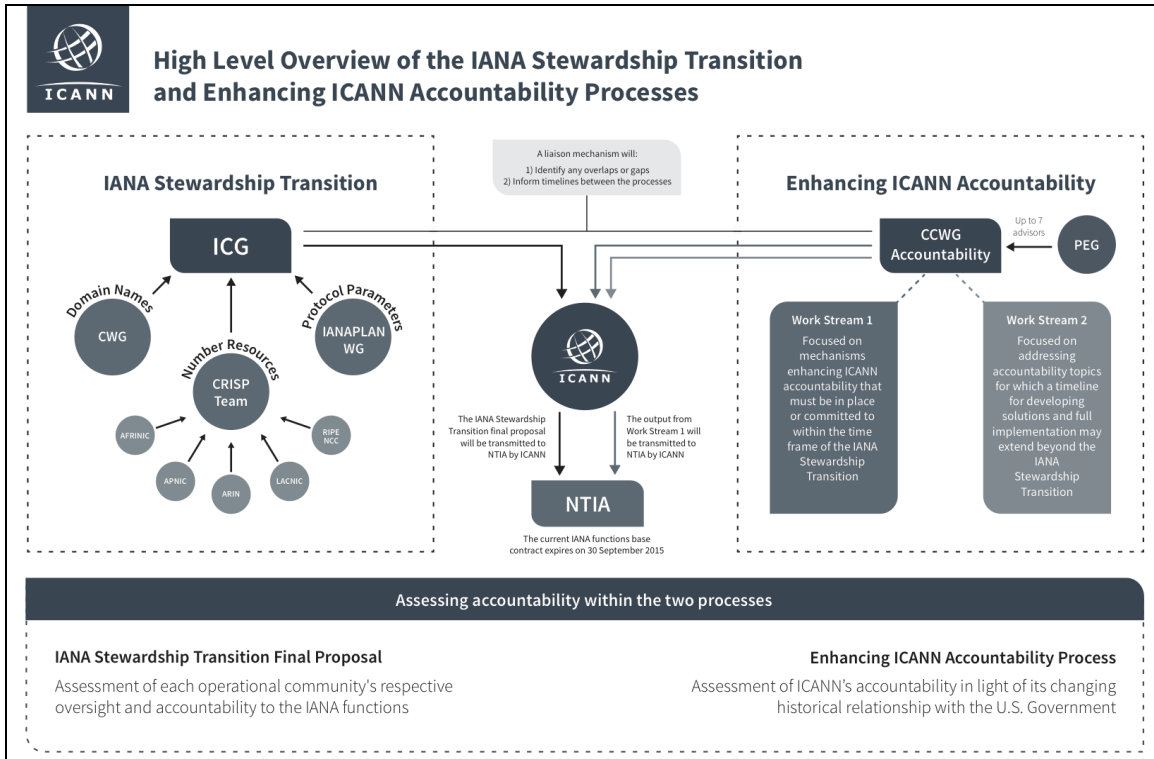 ICANN
High Level Overview of the IANA Stewardship Transition
and Enhancing ICANN Accountability Processes
IANA Stewardship Transition
ICG
Domain Names
CWG
Number Resources
CRISP
Team
Protocol Parameters
IANAPLAN
WG
AFRINIC
APNIC
ARIN
LACNIC
RIPE
NCC
A liaison mechanism will:
1) Identify any overlaps or gaps
2) Inform timelines between the processes
ICANN
The IANA Stewardship
Transition final proposal
will be transmitted to
NTIA by ICANN
The output from
Work Stream 1 will
be transmitted to
NTIA by ICANN
NTIA
The current IANA functions base
contract expires on 30 September 2015
Enhancing ICANN Accountability
CCWG
Accountability
Up to 7
advisors
PEG
Work Stream 1
Focused on
mechanisms
enhancing ICANN
accountability that
must be in place
or committed to
within the time
frame of the IANA
Stewardship
Transition
Work Stream 2
Focused on
addressing
accountability topics
for which a timeline
for developing
solutions and full
implementation may
extend beyond the
IANA
Stewardship
Transition
Assessing accountability within the two processes
IANA Stewardship Transition Final Proposal
Assessment of each operational community's respective
oversight and accountability to the IANA functions
Enhancing ICANN Accountability Process
Assessment of ICANN’s accountability in light of its changing
historical relationship with the U.S. Government